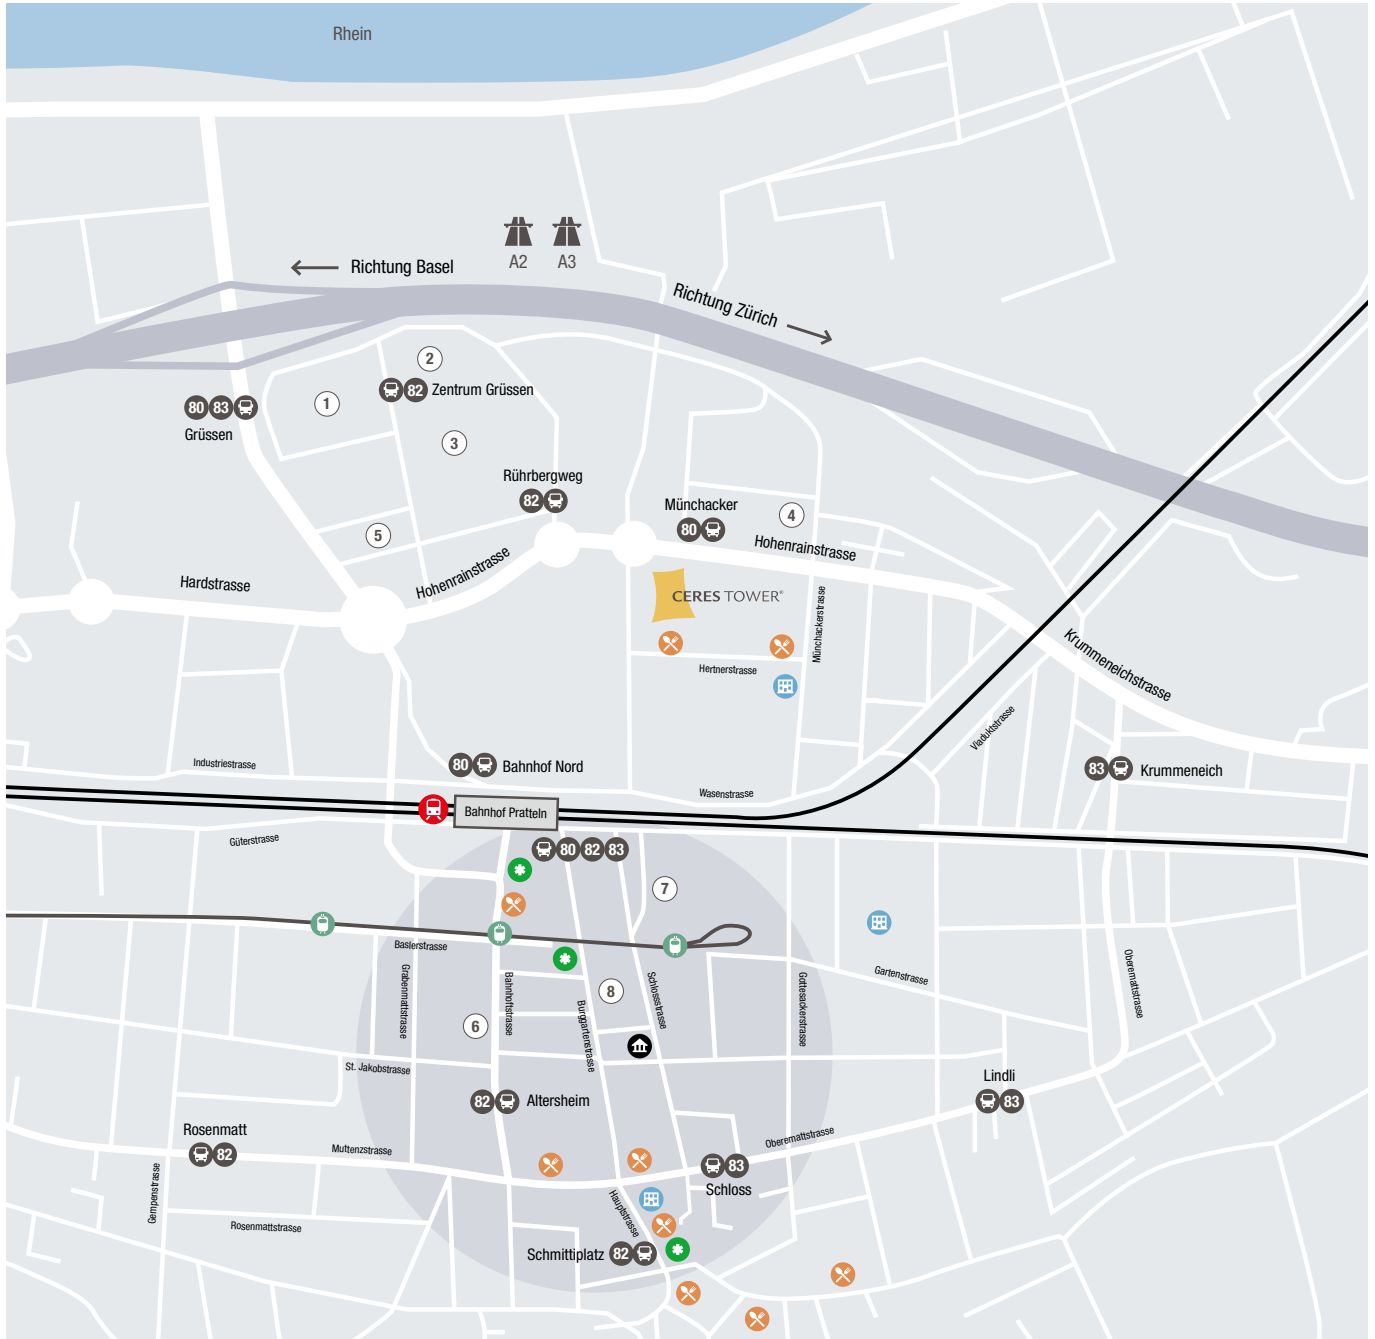 Rhein
A2 A3
Richtung Basel
Richtung Zürich
2
82 Zentrum Grüssen
1
80 83
Grüssen
3
Rührbergweg
82
Münchacker
80
4
5
Hohenrainstrasse
Hohenrainstrasse
Hardstrasse
CERES TOWER®
Münchackerstrasse
Krummeneichstrasse
Hertnerstrasse
Viaduktstrasse
Industriestrasse
80 Bahnhof Nord
83 Krummeneich
Wasenstrasse
Bahnhof Pratteln
Güterstrasse
80 82 83
7
Baslerstrasse
Grabenmattstrasse
Bahnhofstrasse
Burggartenstrasse
8
Schlossstrasse
Gottesackerstrasse
Gartenstrasse
Oberemattstrasse
6
St. Jakobstrasse
Lindli
83
82 Altersheim
Rosenmatt
82
Muttenzstrasse
Oberemattstrasse
83
Schloss
Gempenstrasse
Rosenmattstrasse
Hauptstrasse
Schmittiplatz 82